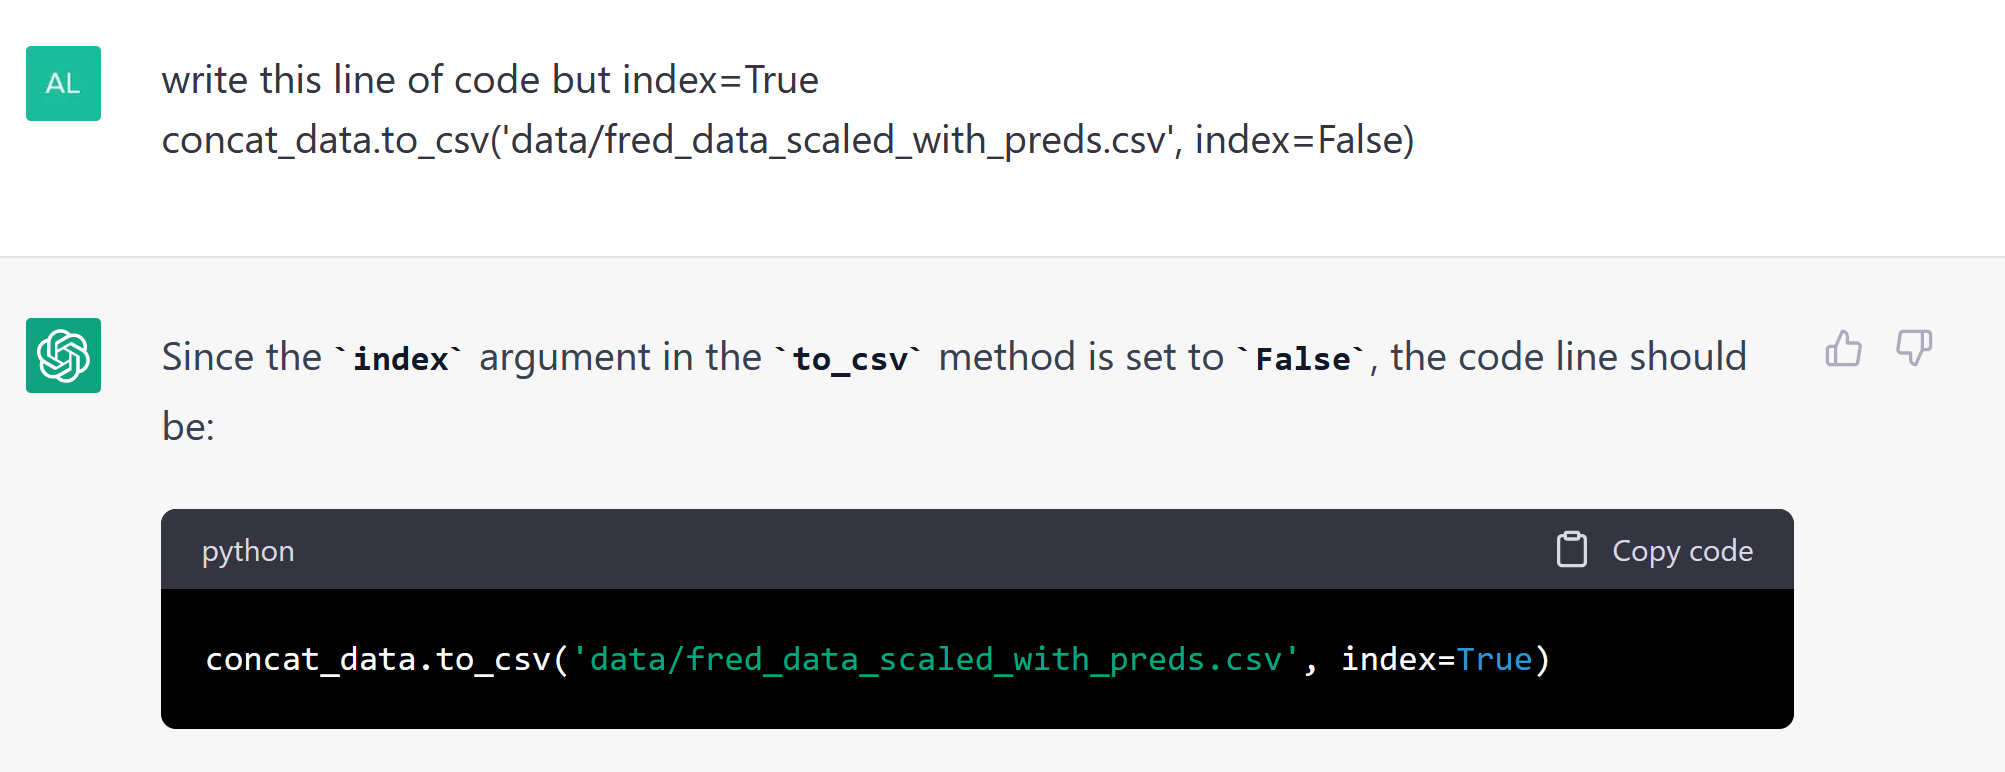 AL
write this line of code but index=True
concat_data.to_csv('data/fred_data_scaled_with_preds.csv', index=False)
Since the `index` argument in the `to_csv` method is set to `False`, the code line should
be:
python
Copy code
concat_data.to_csv('data/fred_data_scaled_with_preds.csv', index=True)